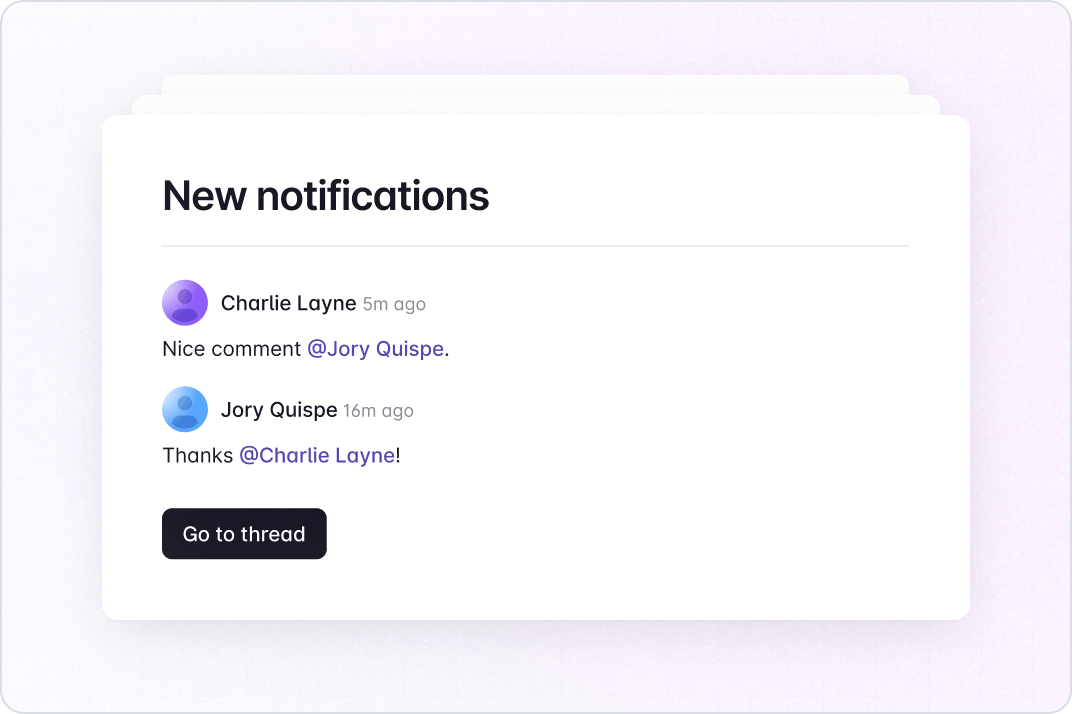 New notifications
Charlie Layne 5m ago
Nice comment @Jory Quispe.
Jory Quispe 16m ago
Thanks @Charlie Layne!
Go to thread